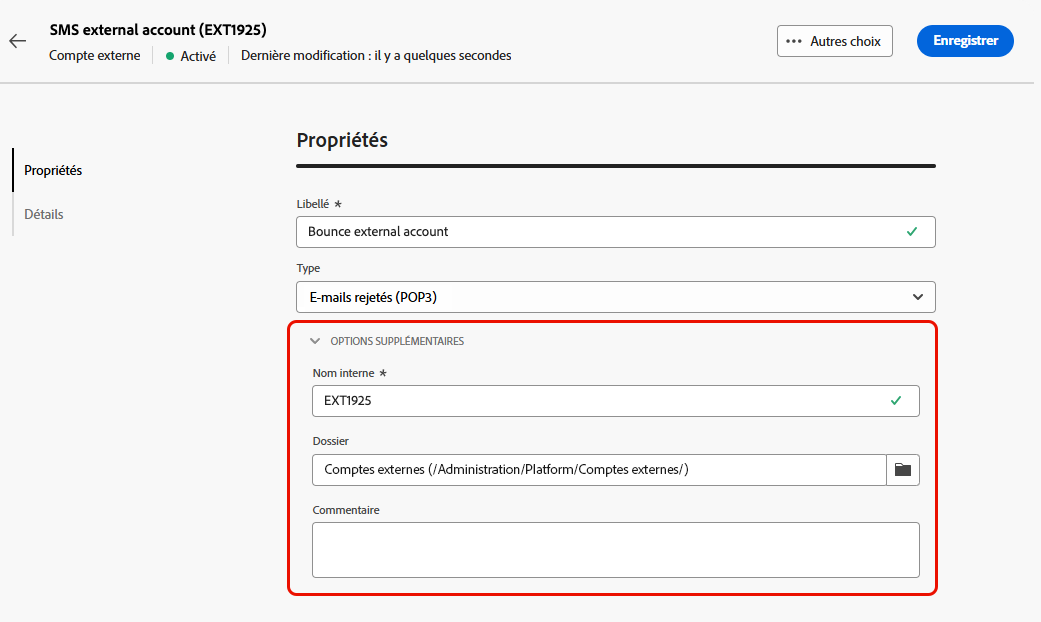 SMS external account (EXT1925)
Compte externe
Activé
Dernière modification : il y a quelques secondes
Autres choix
Enregistrer
Propriétés
Détails
Propriétés
Libellé *
Bounce external account
Type
E-mails rejetés (POP3)
OPTIONS SUPPLÉMENTAIRES
Nom interne *
EXT1925
Dossier
Comptes externes (/Administration/Platform/Comptes externes/)
Commentaire